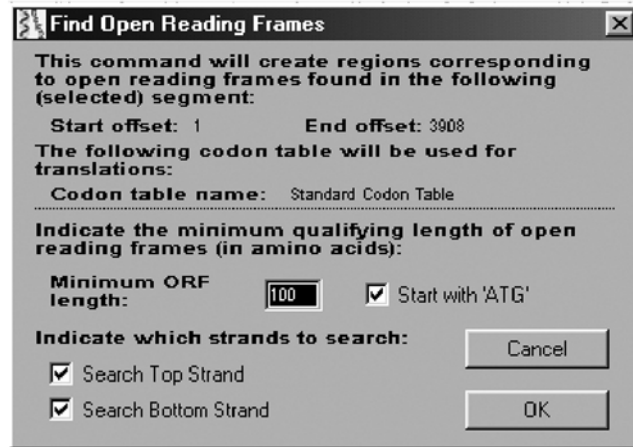 Find Open Reading Frames
This command will create regions corresponding
to open reading frames found in the following
(selected) segment:
Start offset: 1 End offset: 3908
The following codon table will be used for
translations:
Codon table name: Standard Codon Table
Indicate the minimum qualifying length of open
reading frames (in amino acids):
Minimum ORF
length: 100 Start with 'ATG'
Indicate which strands to search:
Cancel
Search Top Strand
Search Bottom Strand
OK